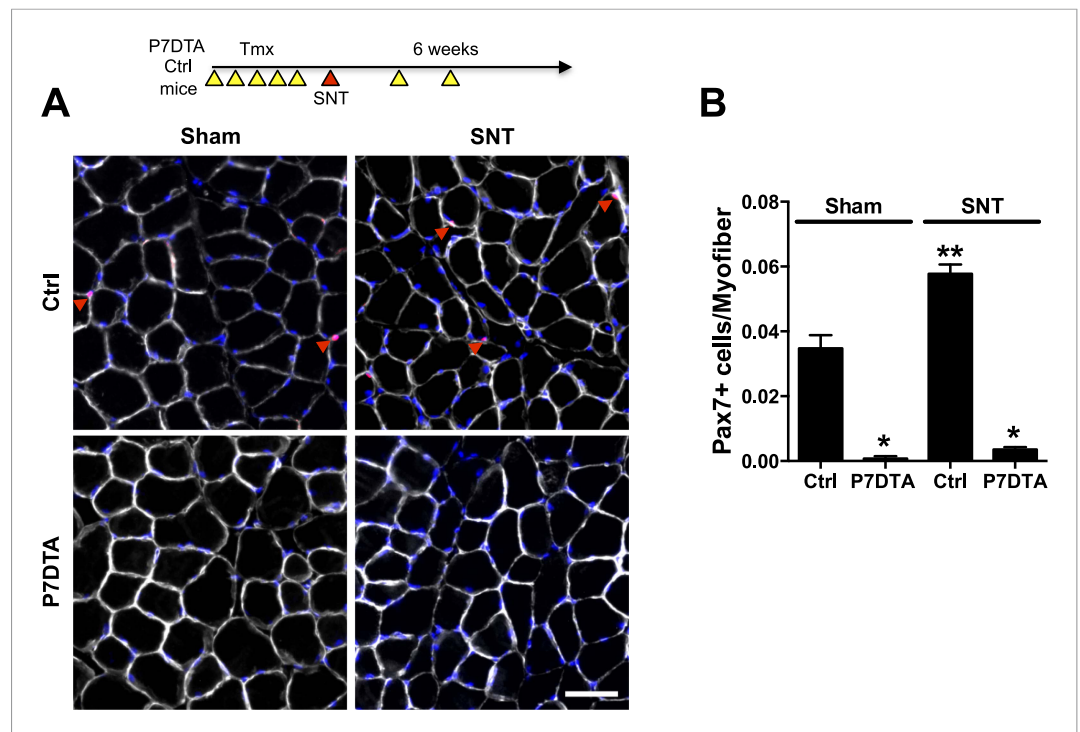 P7DTA
Ctrl
mice
Tmx
6 weeks
SNT
A
Sham
SNT
Ctrl
P7DTA
B
Pax7+ cells/Myofiber
0.08
0.06
0.04
0.02
0.00
Sham
SNT
*
**
*
Ctrl
P7DTA
Ctrl
P7DTA